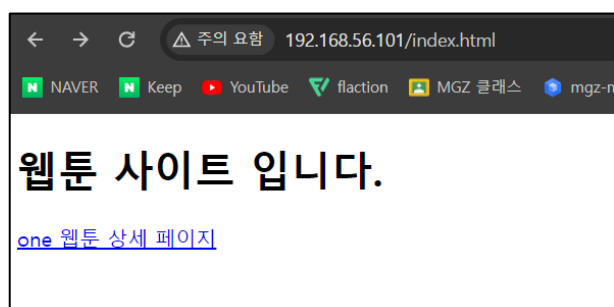 주의 요함 192.168.56.101/index.html
NAVER Keep YouTube flaction MGZ 클래스
웹툰 사이트 입니다.
one 웹툰 상세 페이지